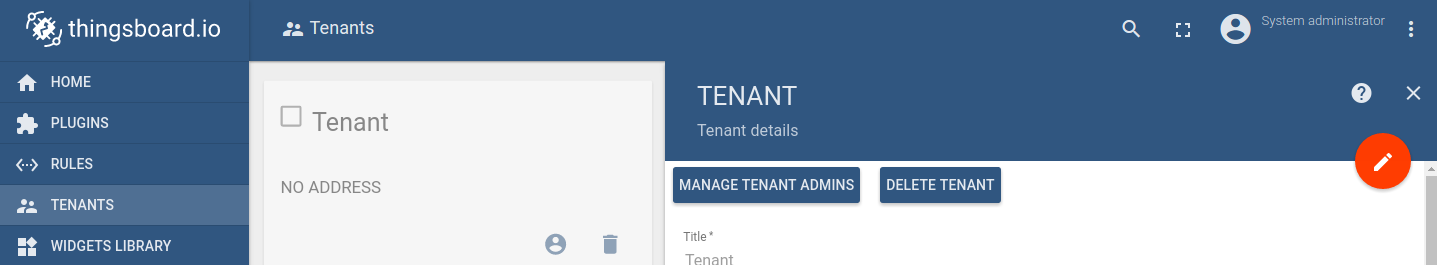 thingsboard.io
Tenants
System administrator
HOME
PLUGINS
RULES
TENANTS
WIDGETS LIBRARY
Tenant
NO ADDRESS
TENANT
Tenant details
MANAGE TENANT ADMINS
DELETE TENANT
Title *
Tenant